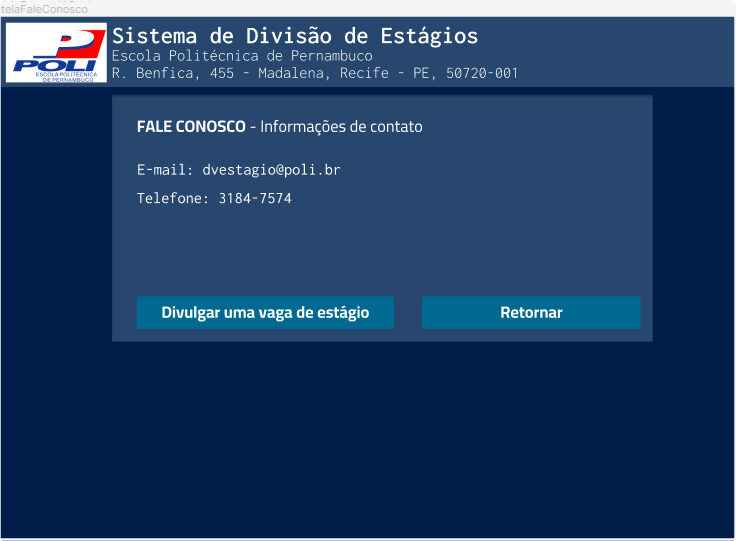 telaFaleConosco
Sistema de Divisão de Estágios
Escola Politécnica de Pernambuco
R. Benfica, 455 - Madalena, Recife - PE, 50720-001
POLI
ESCOLA POLITÉCNICA
DE PERNAMBUCO
FALE CONOSCO - Informações de contato
E-mail: dvestagio@poli.br
Telefone: 3184-7574
Divulgar uma vaga de estágio
Retornar